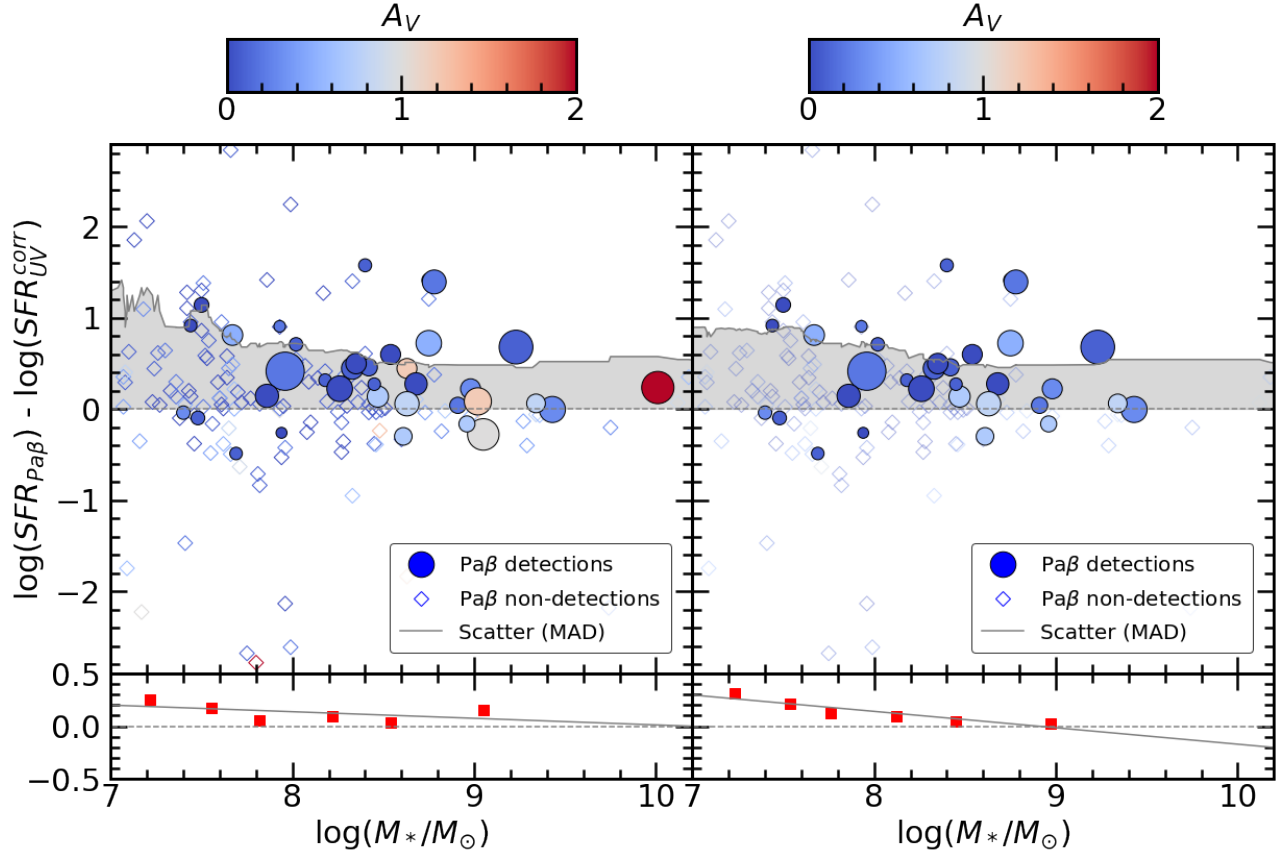 A_V A_V
0 1 2 0 1 2
log(SFR_{Paβ}) - log(SFR_{UV}^{corr})
2
1
0
−1
−2
Paβ detections
Paβ non-detections
Scatter (MAD)
Paβ detections
Paβ non-detections
Scatter (MAD)
0.5
0.0
−0.5
7 8 9 10 7 8 9 10
log(M_*/M_⊙) log(M_*/M_⊙)